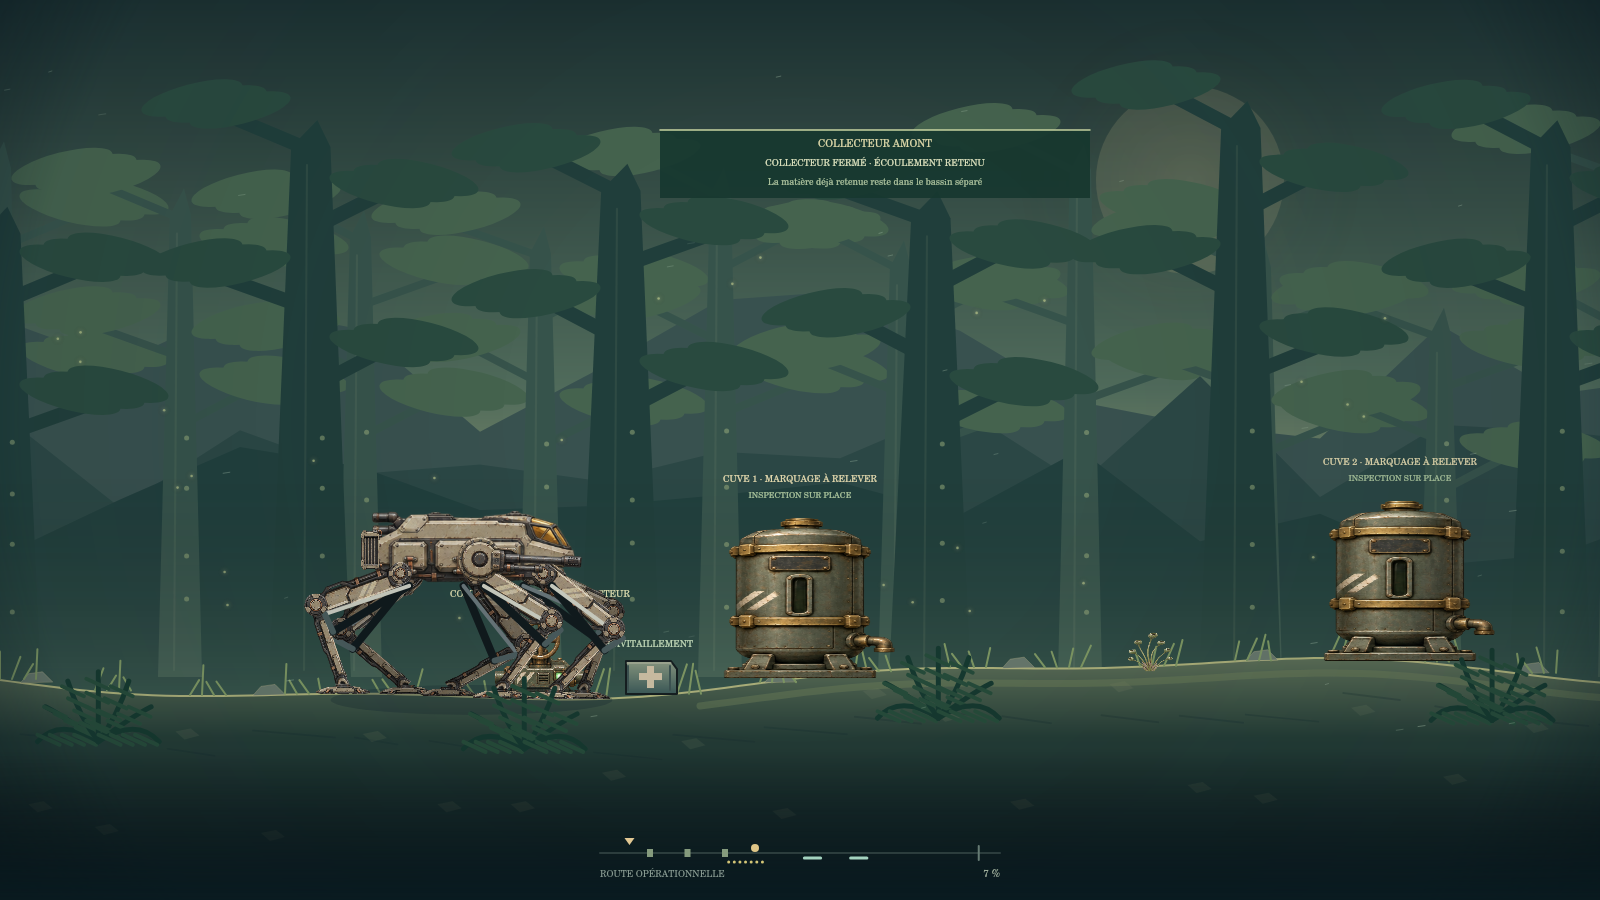 COLLECTEUR AMONT
COLLECTEUR FERMÉ · ÉCOULEMENT RETENU
La matière déjà retenue reste dans le bassin séparé
CUVE 2 · MARQUAGE À RELEVER
INSPECTION SUR PLACE
CUVE 1 · MARQUAGE À RELEVER
INSPECTION SUR PLACE
ROUTE OPÉRATIONNELLE
7 %